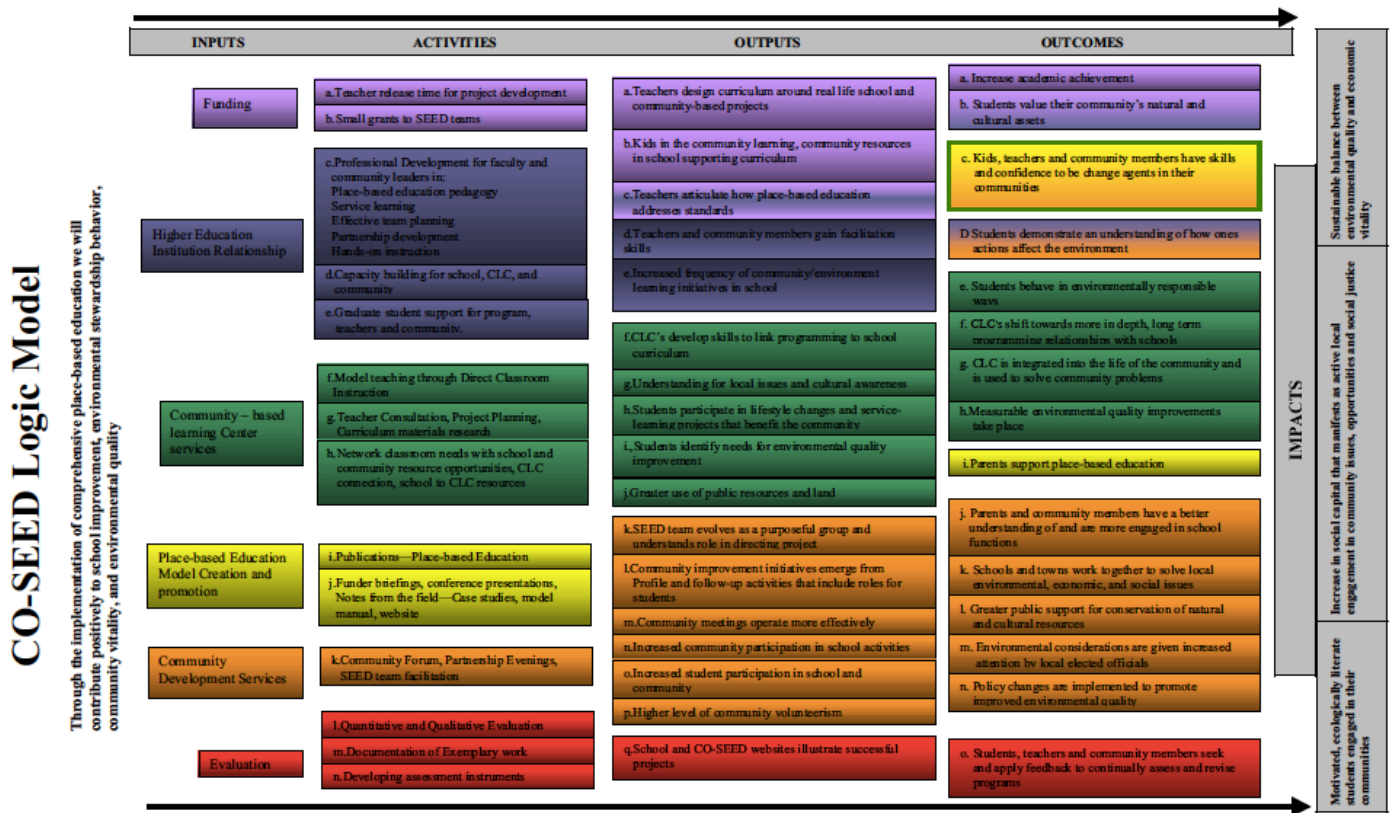 CO-SEED Logic Model
Through the implementation of comprehensive place-based education we will
contribute positively to school improvement, environmental stewardship behavior,
community vitality, and environmental quality
INPUTS
ACTIVITIES
OUTPUTS
OUTCOMES
Funding
Higher Education
Institution Relationship
Community – based
learning Center
services
Place-based Education
Model Creation and
promotion
Community
Development Services
Evaluation
a.Teacher release time for project development
b.Small grants to SEED teams
c.Professional Development for faculty and
community leaders in:
Place-based education pedagogy
Service learning
Effective team planning
Partnership development
Hands-on instruction
d.Capacity building for school, CLC, and
community
e.Graduate student support for program,
teachers and community.
f.Model teaching through Direct Classroom
Instruction
g. Teacher Consultation, Project Planning,
Curriculum materials research
h.Network classroom needs with school and
community resource opportunities, CLC
connection, school to CLC resources
i.Publications—Place-based Education
j.Funder briefings, conference presentations,
Notes from the field—Case studies, model
manual, website
k.Community Forum, Partnership Evenings,
SEED team facilitation
l.Quantitative and Qualitative Evaluation
m.Documentation of Exemplary work
n.Developing assessment instruments
a.Teachers design curriculum around real life school and
community-based projects
b.Kids in the community learning, community resources
in school supporting curriculum
c.Teachers articulate how place-based education
addresses standards
d.Teachers and community members gain facilitation
skills
e.Increased frequency of community/environment
learning initiatives in school
f.CLC's develop skills to link programming to school
curriculum
g.Understanding for local issues and cultural awareness
h.Students participate in lifestyle changes and service-
learning projects that benefit the community
i.,Students identify needs for environmental quality
improvement
j.Greater use of public resources and land
k.SEED team evolves as a purposeful group and
understands role in directing project
l.Community improvement initiatives emerge from
Profile and follow-up activities that include roles for
students
m.Community meetings operate more effectively
n.Increased community participation in school activities
o.Increased student participation in school and
community
p.Higher level of community volunteerism
q.School and CO-SEED websites illustrate successful
projects
a. Increase academic achievement
b. Students value their community's natural and
cultural assets
c. Kids, teachers and community members have skills
and confidence to be change agents in their
communities
D Students demonstrate an understanding of how ones
actions affect the environment
e. Students behave in environmentally responsible
ways
f. CLC's shift towards more in depth, long term
programming relationships with schools
g. CLC is integrated into the life of the community and
is used to solve community problems
h.Measurable environmental quality improvements
take place
i.Parents support place-based education
j. Parents and community members have a better
understanding of and are more engaged in school
functions
k. Schools and towns work together to solve local
environmental, economic, and social issues
l. Greater public support for conservation of natural
and cultural resources
m. Environmental considerations are given increased
attention by local elected officials
n. Policy changes are implemented to promote
improved environmental quality
o. Students, teachers and community members seek
and apply feedback to continually assess and revise
programs
IMPACTS
Sustainable balance between
environmental quality and economic
vitality
Increase in social capital that manifests as active local
engagement in community issues, opportunities and social justice
Motivated, ecologically literate
students engaged in their
communities